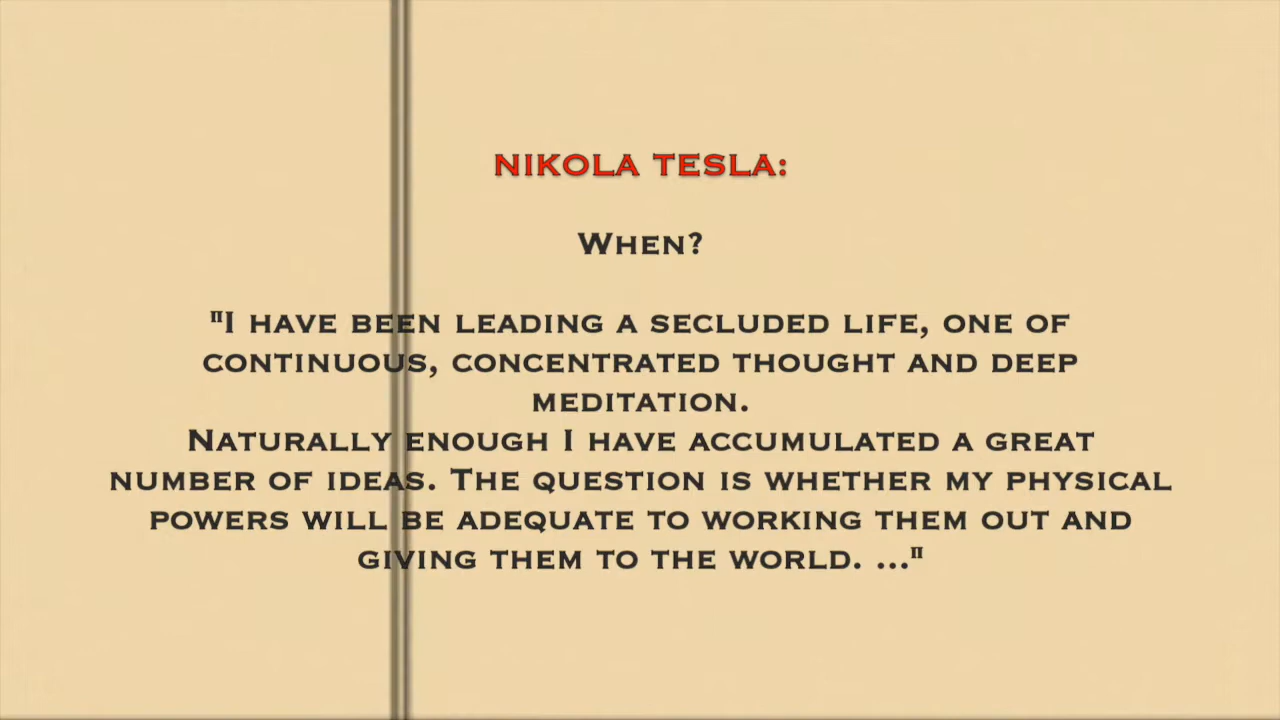 NIKOLA TESLA:
When?
"I have been leading a secluded life, one of
continuous, concentrated thought and deep
meditation.
Naturally enough I have accumulated a great
number of ideas. The question is whether my physical
powers will be adequate to working them out and
giving them to the world. ..."